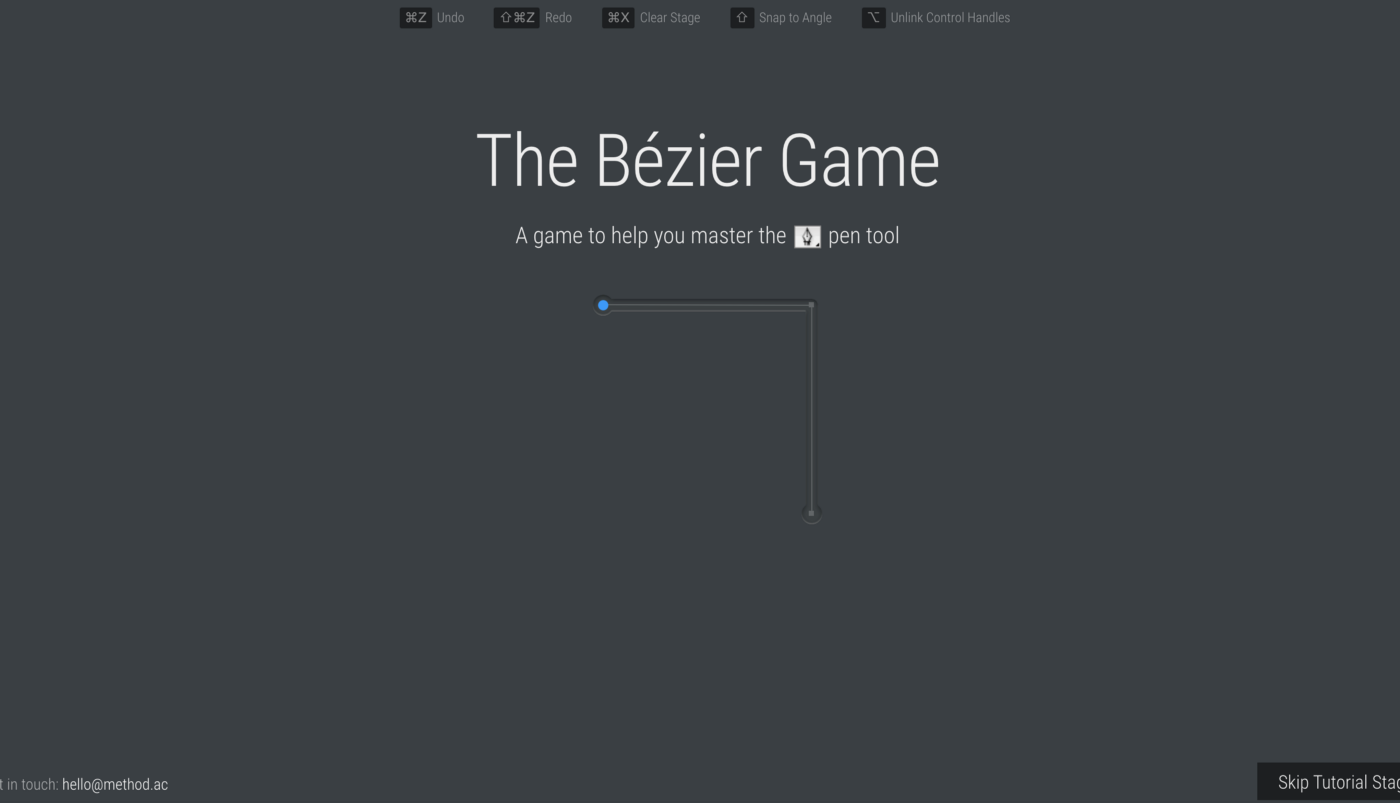 ⌘Z Undo ⇧⌘Z Redo ⌘X Clear Stage ⇧ Snap to Angle ⌥ Unlink Control Handles
The Bézier Game
A game to help you master the pen tool
t in touch: hello@method.ac
Skip Tutorial Stag